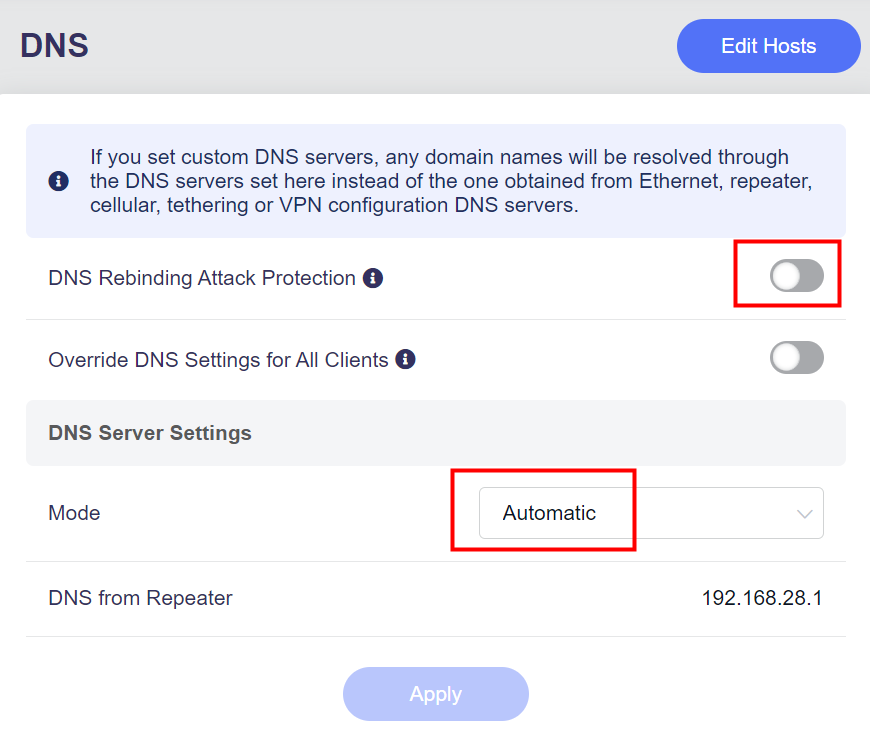 DNS
Edit Hosts
If you set custom DNS servers, any domain names will be resolved through
the DNS servers set here instead of the one obtained from Ethernet, repeater,
cellular, tethering or VPN configuration DNS servers.
DNS Rebinding Attack Protection
Override DNS Settings for All Clients
DNS Server Settings
Mode
Automatic
DNS from Repeater
192.168.28.1
Apply